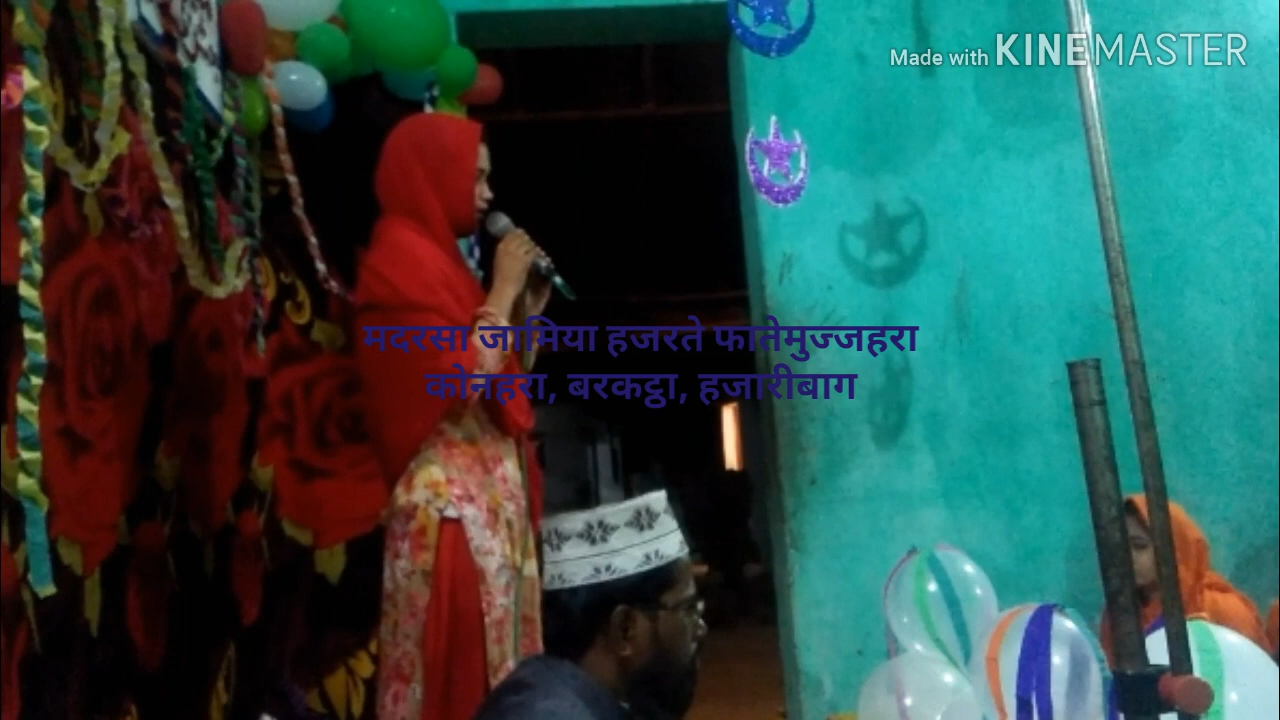 Made with KINEMASTER
मदरसा जामिया हजरते फातेमुज्जहरा
कोनहरा, बरकट्ठा, हजारीबाग